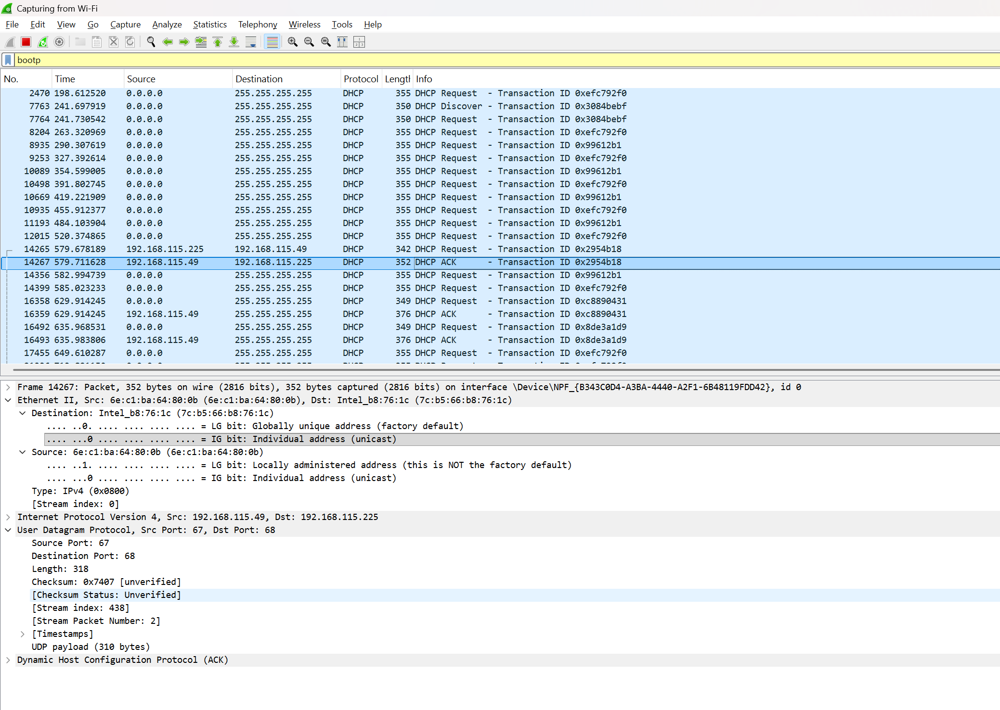 Capturing from Wi-Fi
File Edit View Go Capture Analyze Statistics Telephony Wireless Tools Help
bootp
No. Time Source Destination Protocol Length Info
2470 198.612520 0.0.0.0 255.255.255.255 DHCP 355 DHCP Request - Transaction ID 0xefc792f0
7763 241.697919 0.0.0.0 255.255.255.255 DHCP 350 DHCP Discover - Transaction ID 0x3084bebf
7764 241.730542 0.0.0.0 255.255.255.255 DHCP 350 DHCP Request - Transaction ID 0x3084bebf
8204 263.320969 0.0.0.0 255.255.255.255 DHCP 355 DHCP Request - Transaction ID 0xefc792f0
8935 290.307619 0.0.0.0 255.255.255.255 DHCP 355 DHCP Request - Transaction ID 0x99612b1
9253 327.392614 0.0.0.0 255.255.255.255 DHCP 355 DHCP Request - Transaction ID 0xefc792f0
10089 354.599005 0.0.0.0 255.255.255.255 DHCP 355 DHCP Request - Transaction ID 0x99612b1
10498 391.802745 0.0.0.0 255.255.255.255 DHCP 355 DHCP Request - Transaction ID 0xefc792f0
10669 419.221909 0.0.0.0 255.255.255.255 DHCP 355 DHCP Request - Transaction ID 0x99612b1
10935 455.912377 0.0.0.0 255.255.255.255 DHCP 355 DHCP Request - Transaction ID 0xefc792f0
11193 484.103904 0.0.0.0 255.255.255.255 DHCP 355 DHCP Request - Transaction ID 0x99612b1
12015 520.374865 0.0.0.0 255.255.255.255 DHCP 355 DHCP Request - Transaction ID 0xefc792f0
14265 579.678189 192.168.115.225 192.168.115.49 DHCP 342 DHCP Request - Transaction ID 0x2954b18
14267 579.711628 192.168.115.49 192.168.115.225 DHCP 352 DHCP ACK - Transaction ID 0x2954b18
14356 582.994739 0.0.0.0 255.255.255.255 DHCP 355 DHCP Request - Transaction ID 0x99612b1
14399 585.023233 0.0.0.0 255.255.255.255 DHCP 355 DHCP Request - Transaction ID 0xefc792f0
16358 629.914245 0.0.0.0 255.255.255.255 DHCP 349 DHCP Request - Transaction ID 0xc8890431
16359 629.914245 192.168.115.49 255.255.255.255 DHCP 376 DHCP ACK - Transaction ID 0xc8890431
16492 635.968531 0.0.0.0 255.255.255.255 DHCP 349 DHCP Request - Transaction ID 0x8de3a1d9
16493 635.983806 192.168.115.49 255.255.255.255 DHCP 376 DHCP ACK - Transaction ID 0x8de3a1d9
17455 649.610287 0.0.0.0 255.255.255.255 DHCP 355 DHCP Request - Transaction ID 0xefc792f0
Frame 14267: Packet, 352 bytes on wire (2816 bits), 352 bytes captured (2816 bits) on interface \Device\NPF_{B343C0D4-A3BA-4440-A2F1-6B48119FDD42}, id 0
Ethernet II, Src: 6e:c1:ba:64:80:0b (6e:c1:ba:64:80:0b), Dst: Intel_b8:76:1c (7c:b5:66:b8:76:1c)
Destination: Intel_b8:76:1c (7c:b5:66:b8:76:1c)
.... ..0. .... .... .... .... = LG bit: Globally unique address (factory default)
.... ...0 .... .... .... .... = IG bit: Individual address (unicast)
Source: 6e:c1:ba:64:80:0b (6e:c1:ba:64:80:0b)
.... ..1. .... .... .... .... = LG bit: Locally administered address (this is NOT the factory default)
.... ...0 .... .... .... .... = IG bit: Individual address (unicast)
Type: IPv4 (0x0800)
[Stream index: 0]
Internet Protocol Version 4, Src: 192.168.115.49, Dst: 192.168.115.225
User Datagram Protocol, Src Port: 67, Dst Port: 68
Source Port: 67
Destination Port: 68
Length: 318
Checksum: 0x7407 [unverified]
[Checksum Status: Unverified]
[Stream index: 438]
[Stream Packet Number: 2]
[Timestamps]
UDP payload (310 bytes)
Dynamic Host Configuration Protocol (ACK)